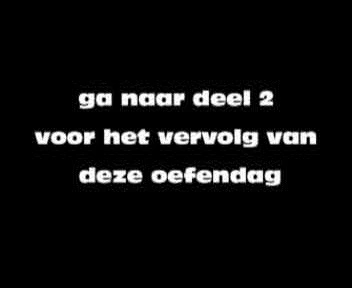 ga naar deel 2
voor het vervolg van
deze oefendag